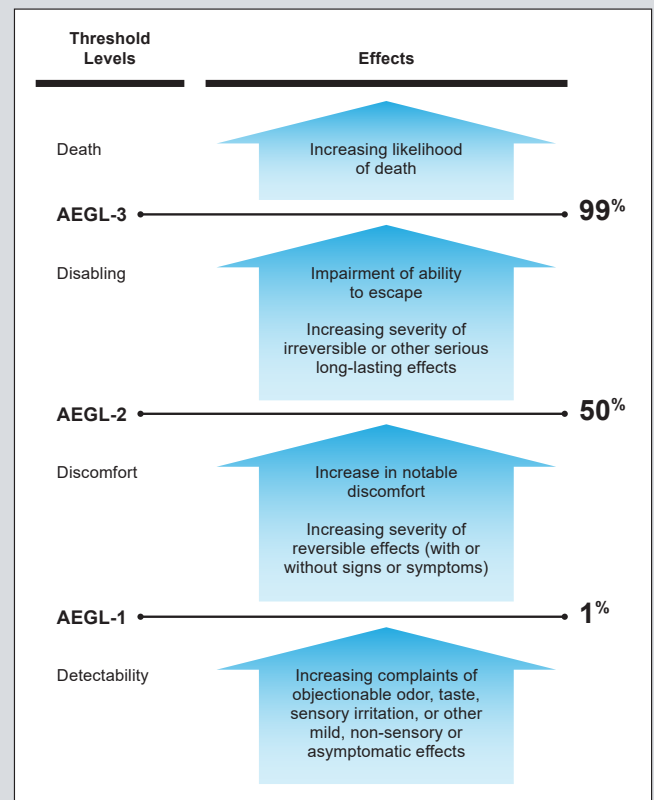 Threshold
Levels
Effects
Death
Increasing likelihood
of death
AEGL-3
99%
Disabling
Impairment of ability
to escape
Increasing severity of
irreversible or other serious
long-lasting effects
AEGL-2
50%
Discomfort
Increase in notable
discomfort
Increasing severity of
reversible effects (with or
without signs or symptoms)
AEGL-1
1%
Detectability
Increasing complaints of
objectionable odor, taste,
sensory irritation, or other
mild, non-sensory or
asymptomatic effects